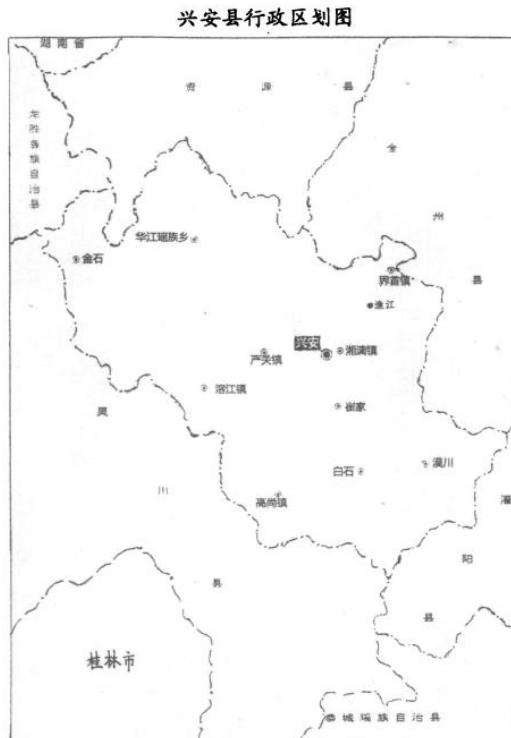 兴安县行政区划图
湖南省
资源县
龙胜各族自治县
全州县
华江瑶族乡
金石
界首镇
渔江
兴安
湘漓镇
严关镇
溶江镇
崔家
灵川县
白石
漠川
高尚镇
灌阳县
桂林市
恭城瑶族自治县